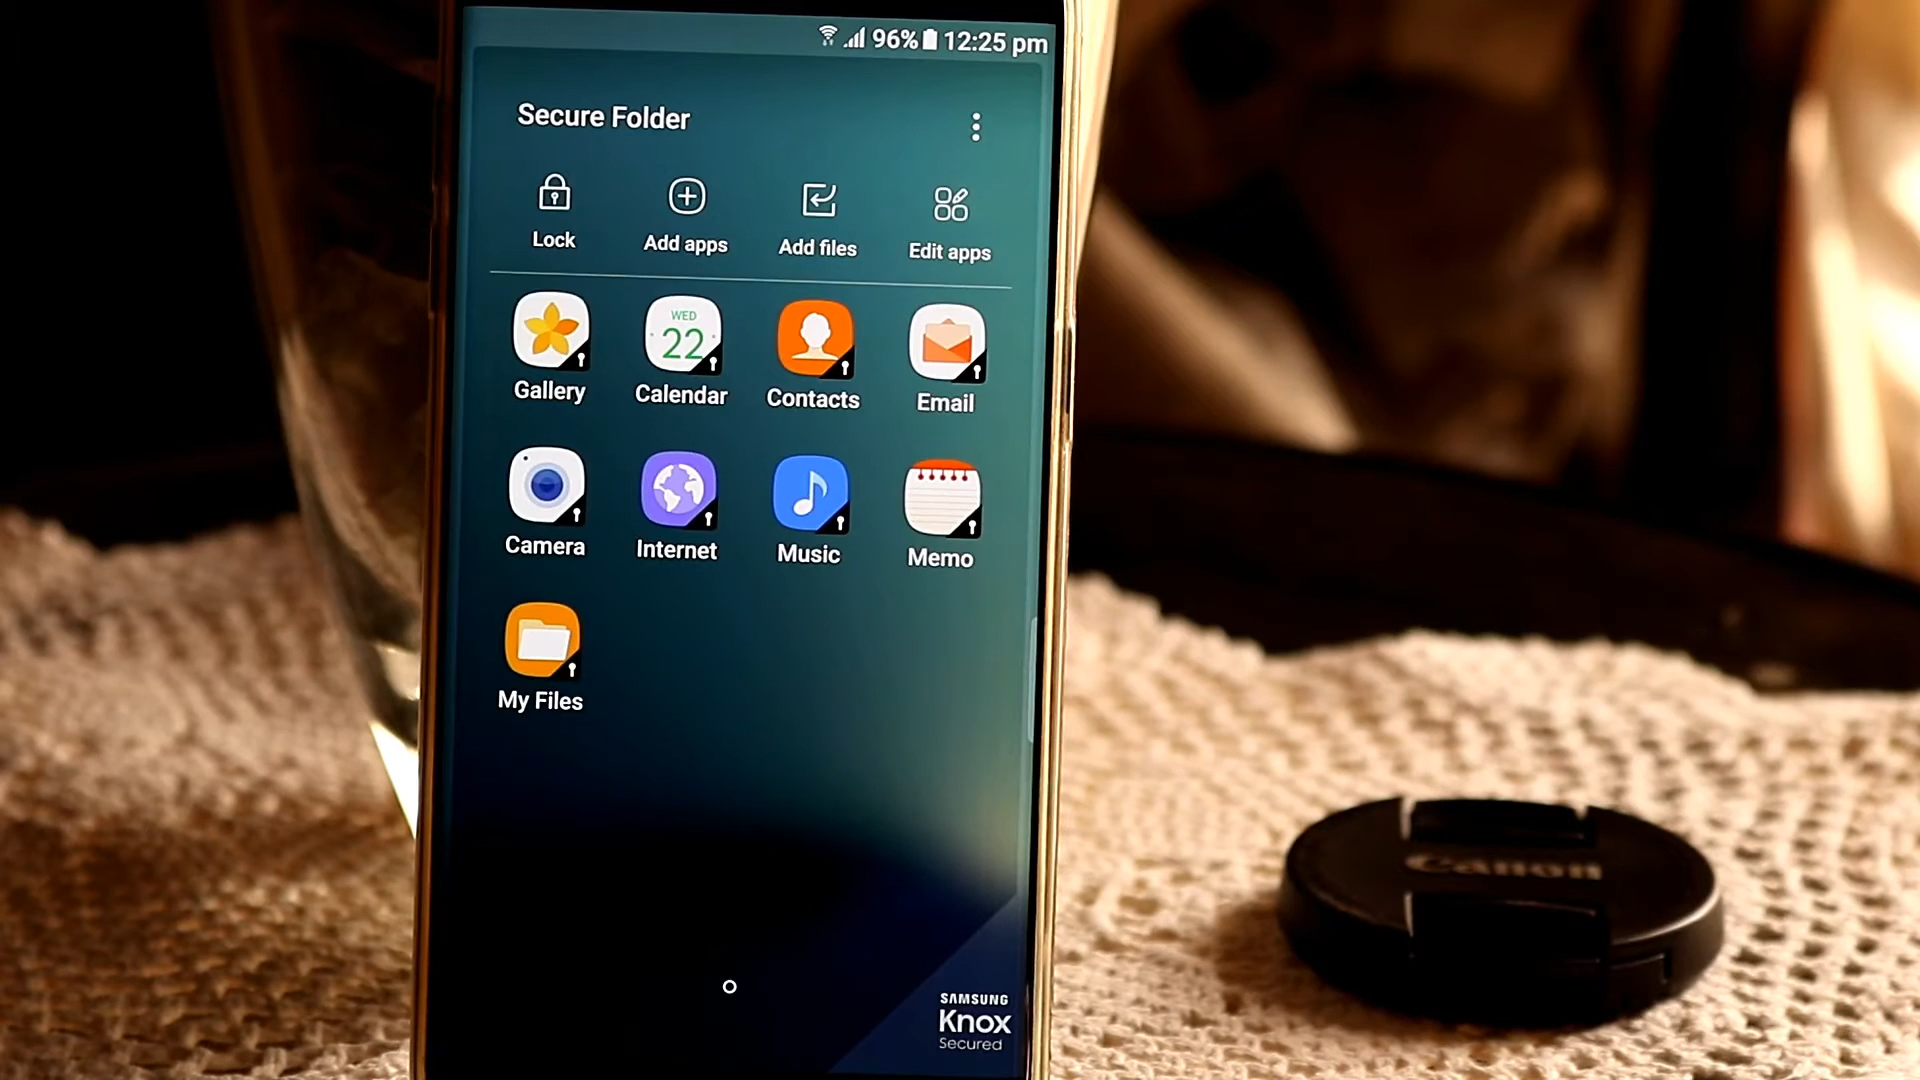 96% 12:25 pm
Secure Folder
Lock Add apps Add files Edit apps
WED
22
Gallery Calendar Contacts Email
Camera Internet Music Memo
My Files
SAMSUNG
Knox
Secured
Canon